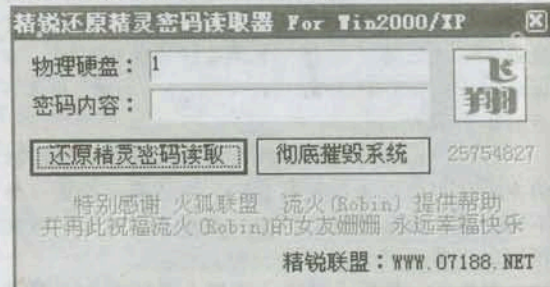 精锐还原精灵密码读取器 For Win2000/XP
物理硬盘： 1
密码内容：
飞翔
还原精灵密码读取 彻底摧毁系统 25754827
特别感谢 火狐联盟 流火(Robin) 提供帮助
并再此祝福流火(Robin)的女友姗姗 永远幸福快乐
精锐联盟：WWW.07188.NET